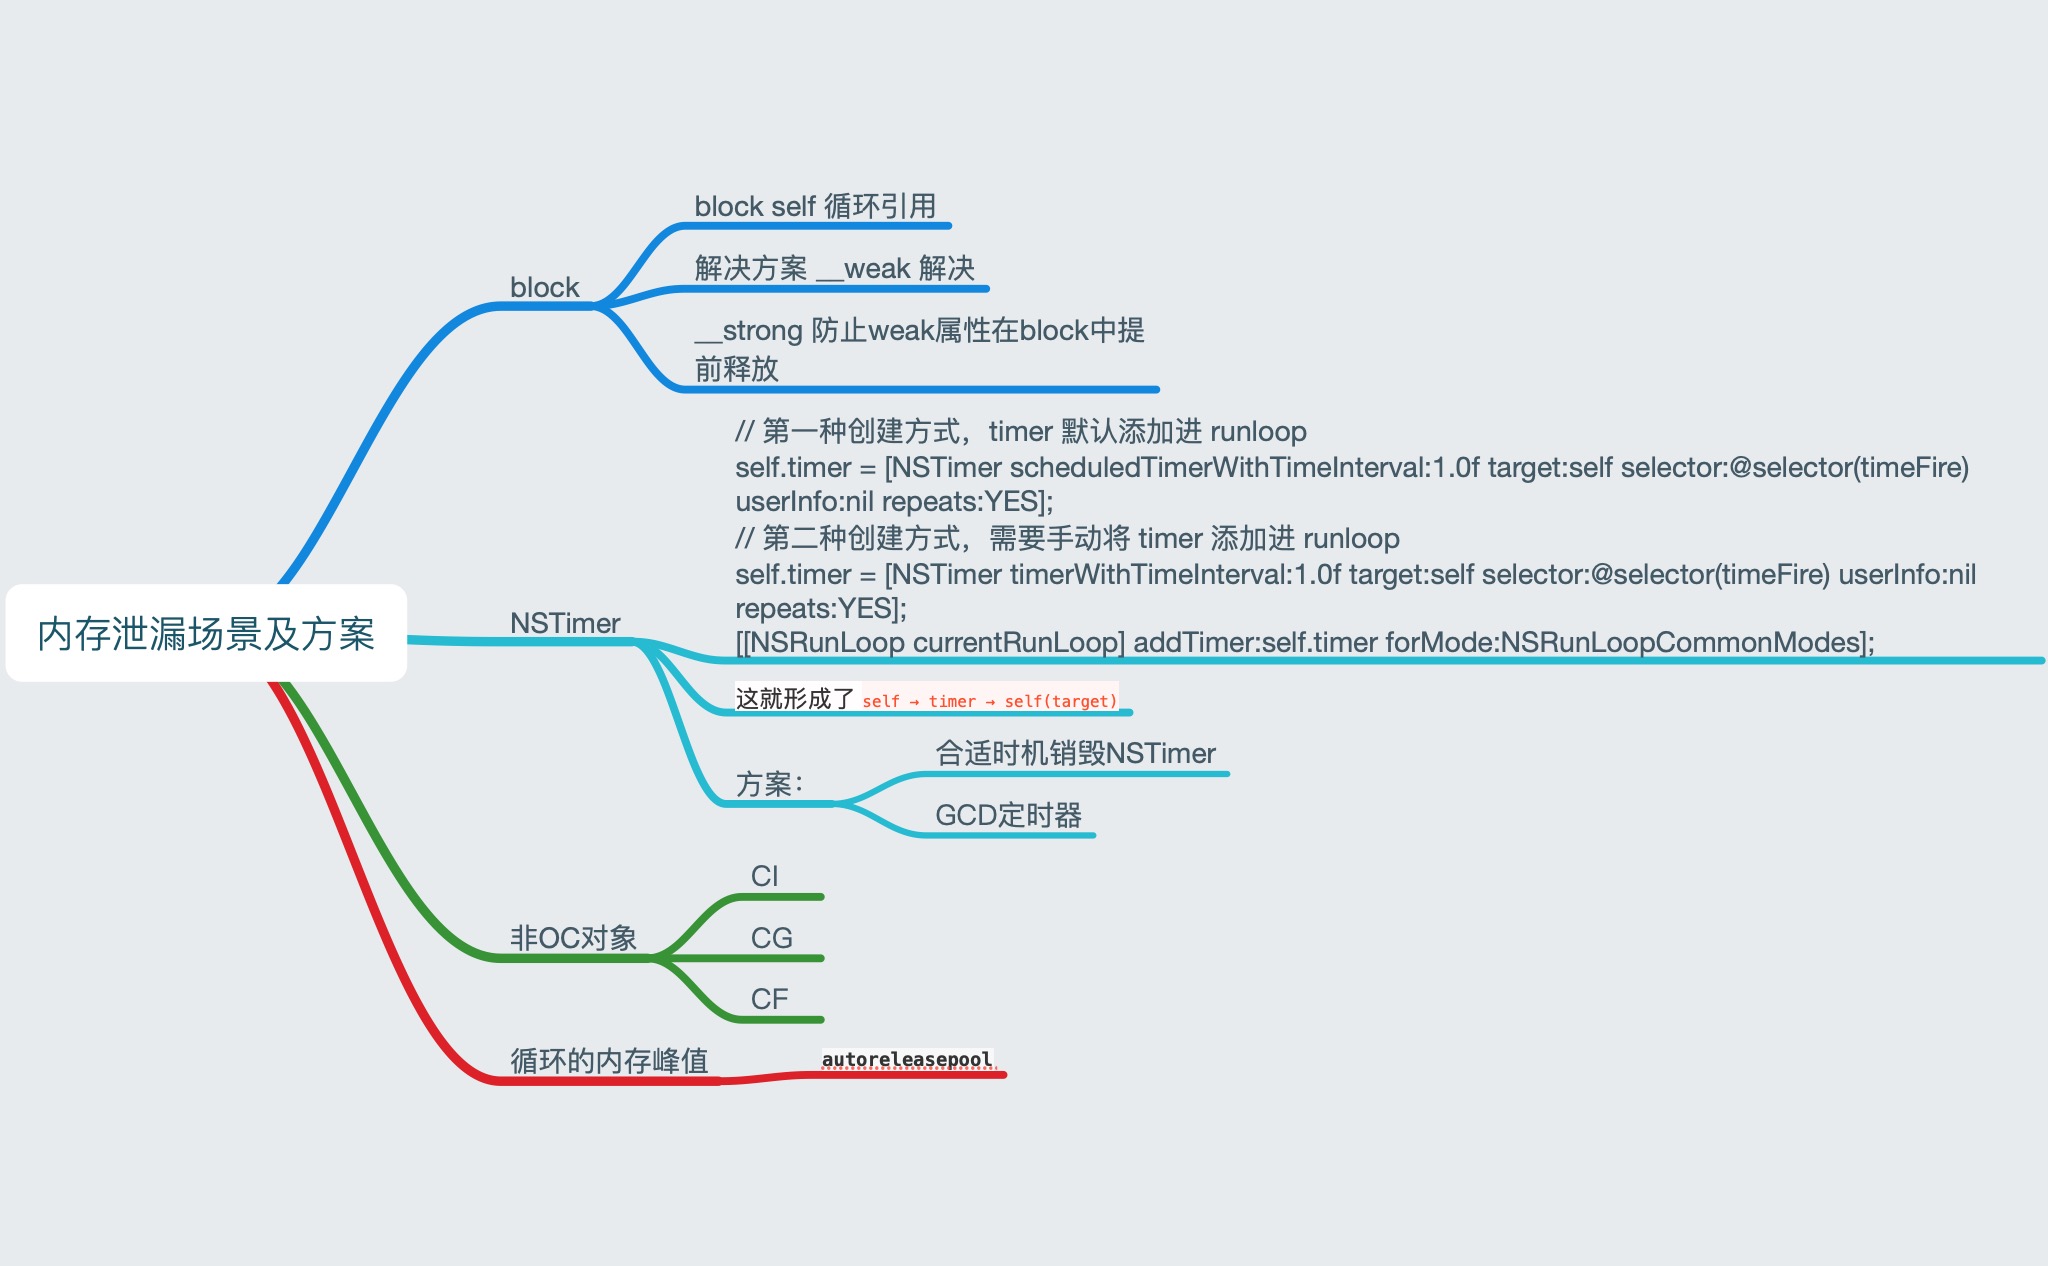 内存泄漏场景及方案
block
block self 循环引用
解决方案 __weak 解决
__strong 防止weak属性在block中提
前释放
NSTimer
// 第一种创建方式，timer 默认添加进 runloop
self.timer = [NSTimer scheduledTimerWithTimeInterval:1.0f target:self selector:@selector(timeFire)
userInfo:nil repeats:YES];
// 第二种创建方式，需要手动将 timer 添加进 runloop
self.timer = [NSTimer timerWithTimeInterval:1.0f target:self selector:@selector(timeFire) userInfo:nil
repeats:YES];
[[NSRunLoop currentRunLoop] addTimer:self.timer forMode:NSRunLoopCommonModes];
这就形成了 self → timer → self(target)
方案：
合适时机销毁NSTimer
GCD定时器
非OC对象
CI
CG
CF
循环的内存峰值
autoreleasepool